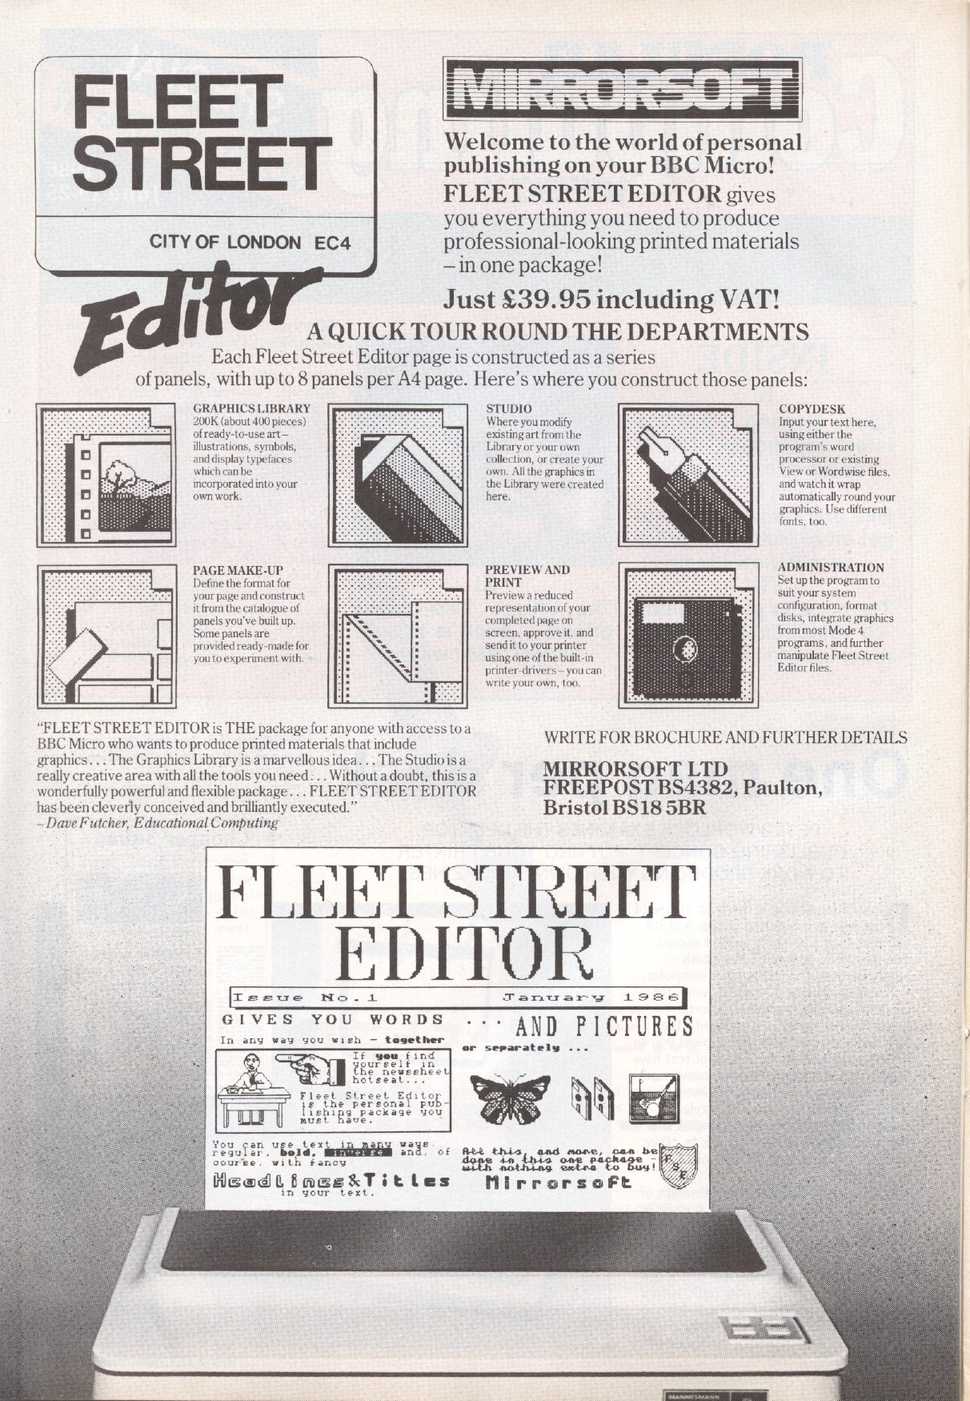 FLEET
STREET
CITY OF LONDON EC4
Editor
MIRRORSOFT
Welcome to the world of personal
publishing on your BBC Micro!
FLEET STREET EDITOR gives
you everything you need to produce
professional-looking printed materials
– in one package!
Just £39.95 including VAT!
A QUICK TOUR ROUND THE DEPARTMENTS
Each Fleet Street Editor page is constructed as a series
of panels, with up to 8 panels per A4 page. Here's where you construct those panels:
GRAPHICS LIBRARY
200K (about 400 pieces)
of ready-to-use art –
illustrations, symbols,
and display typefaces
which can be
incorporated into your
own work.
STUDIO
Where you modify
existing art from the
Library or your own
collection, or create your
own. All the graphics in
the Library were created
here.
COPYDESK
Input your text here,
using either the
program's word
processor or existing
View or Wordwise files,
and watch it wrap
automatically round your
graphics. Use different
fonts, too.
PAGE MAKE-UP
Define the format for
your page and construct
it from the catalogue of
panels you've built up.
Some panels are
provided ready-made for
you to experiment with.
PREVIEW AND
PRINT
Preview a reduced
representation of your
completed page on
screen, approve it, and
send it to your printer
using one of the built-in
printer-drivers – you can
write your own, too.
ADMINISTRATION
Set up the program to
suit your system
configuration, format
disks, integrate graphics
from most Mode 4
programs, and further
manipulate Fleet Street
Editor files.
"FLEET STREET EDITOR is THE package for anyone with access to a
BBC Micro who wants to produce printed materials that include
graphics... The Graphics Library is a marvellous idea... The Studio is a
really creative area with all the tools you need... Without a doubt, this is a
wonderfully powerful and flexible package... FLEET STREET EDITOR
has been cleverly conceived and brilliantly executed."
– Dave Futcher, Educational Computing
WRITE FOR BROCHURE AND FURTHER DETAILS
MIRRORSOFT LTD
FREEPOST BS4382, Paulton,
Bristol BS18 5BR
FLEET STREET
EDITOR
Issue No.1 January 1986
GIVES YOU WORDS
In any way you wish – together
If you find
yourself in
the newssheet
hotseat...
Fleet Street Editor
is the personal pub-
lishing package you
must have.
You can use text in many ways
regular, bold, inverse and, of
course, with fancy
Headlines&Titles
in your text.
... AND PICTURES
or separately ...
All this, and more, can be
done in this one package -
with nothing extra to buy!
Mirrorsoft
FSE
MANNESMANN